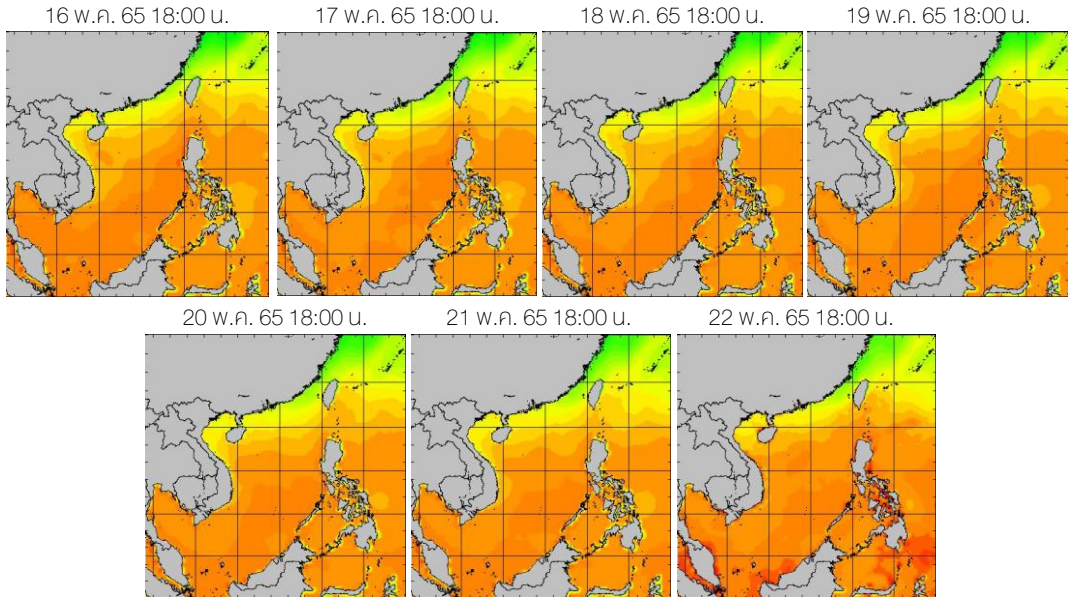 16 พ.ค. 65 18:00 น.
17 พ.ค. 65 18:00 น.
18 พ.ค. 65 18:00 น.
19 พ.ค. 65 18:00 น.
20 พ.ค. 65 18:00 น.
21 พ.ค. 65 18:00 น.
22 พ.ค. 65 18:00 น.